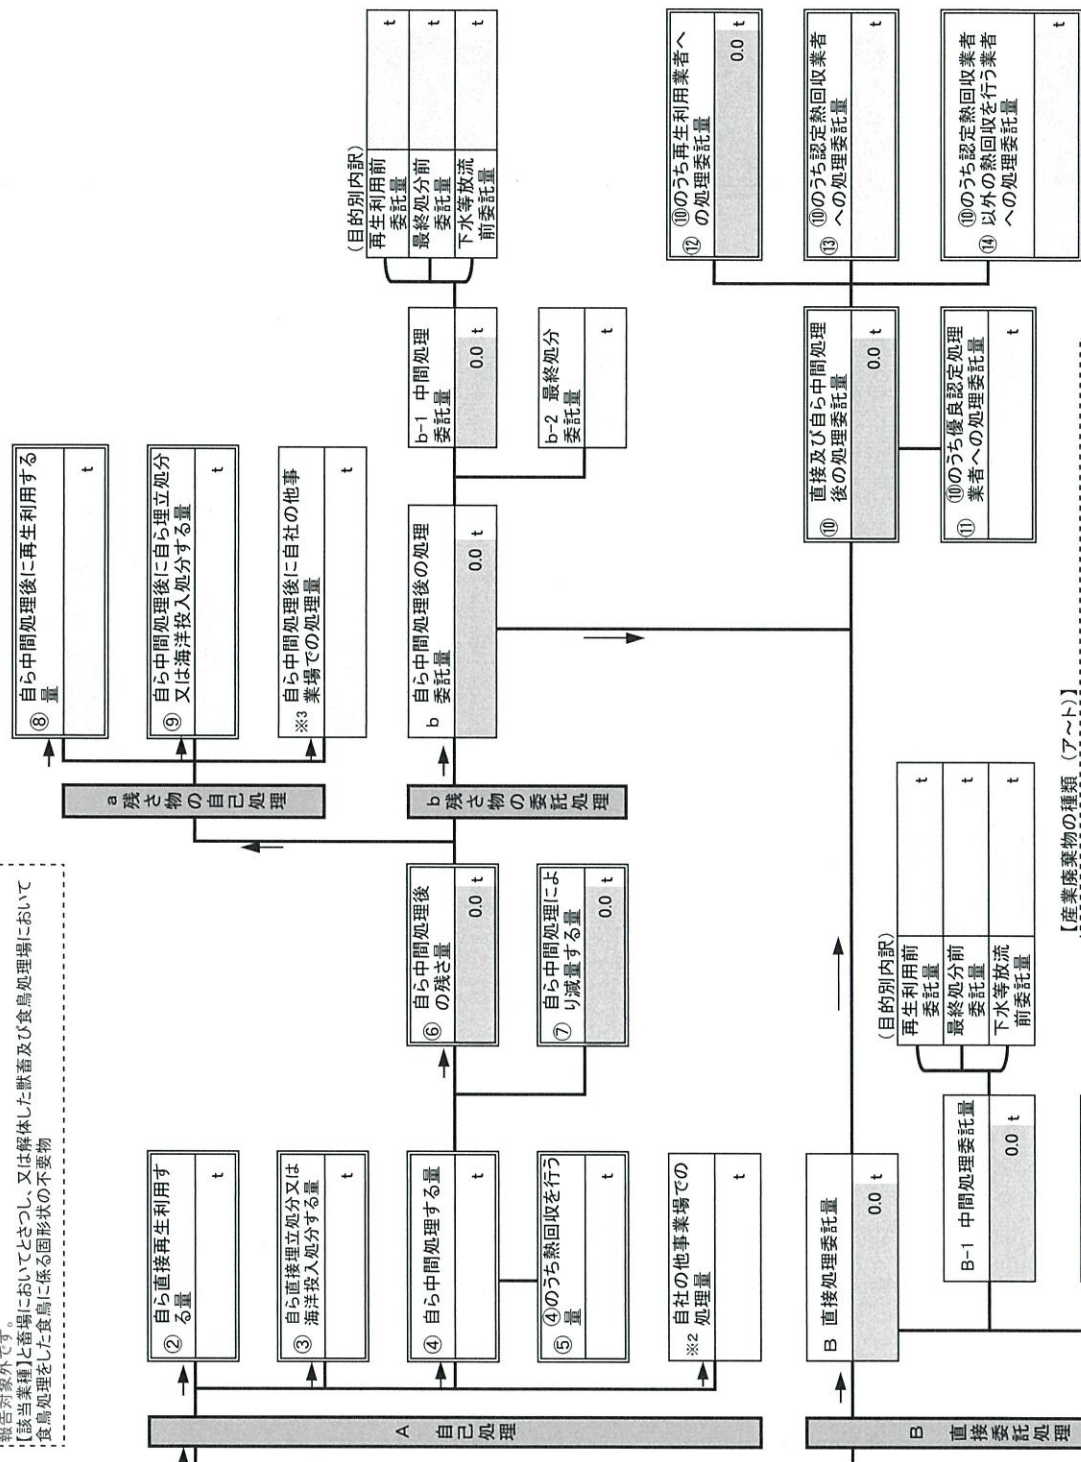 報告対象外です。
【該当業種】と畜場においてとさつし、又は解体した獣畜及び食鳥処理場において
食鳥処理をした食鳥に係る固形状の不要物
A 自己処理
② 自ら直接再生利用す
る量
t
③ 自ら直接埋立処分又は
海洋投入処分する量
t
④ 自ら中間処理する量
t
⑤ ④のうち熱回収を行う
量
t
※2 自社の他事業場での
処理量
t
⑥ 自ら中間処理後
の残さ量
0.0 t
⑦ 自ら中間処理によ
り減量する量
0.0 t
a 残さ物の自己処理
⑧ 自ら中間処理後に再生利用する
量
t
⑨ 自ら中間処理後に自ら埋立処分
又は海洋投入処分する量
t
※3 自ら中間処理後に自社の他事
業場での処理量
t
b 残さ物の委託処理
b 自ら中間処理後の処理
委託量
0.0 t
b-1 中間処理
委託量
0.0 t
b-2 最終処分
委託量
t
(目的別内訳)
再生利用前
委託量
t
最終処分前
委託量
t
下水等放流
前委託量
t
B 直接委託処理
B 直接処理委託量
0.0 t
B-1 中間処理委託量
0.0 t
(目的別内訳)
再生利用前
委託量
t
最終処分前
委託量
t
下水等放流
前委託量
t
⑩ 直接及び自ら中間処理
後の処理委託量
0.0 t
⑪ ⑩のうち優良認定処理
業者への処理委託量
t
⑫ ⑩のうち再生利用業者へ
の処理委託量
0.0 t
⑬ ⑩のうち認定熱回収業者
への処理委託量
t
⑭ ⑩のうち認定熱回収業者
以外の熱回収を行う業者
への処理委託量
t
【産業廃棄物の種類 (ア～ト)】